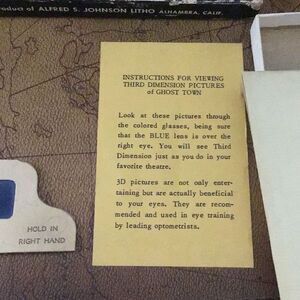 Product of ALFRED S. JOHNSON LITHO ALHAMBRA, CALIF.
INSTRUCTIONS FOR VIEWING
THIRD DIMENSION PICTURES
of GHOST TOWN
Look at these pictures through
the colored glasses, being sure
that the BLUE lens is over the
right eye. You will see Third
Dimension just as you do in your
favorite theatre.
3D pictures are not only enter-
taining but are actually beneficial
to your eyes. They are recom-
mended and used in eye training
by leading optometrists.
HOLD IN
RIGHT HAND